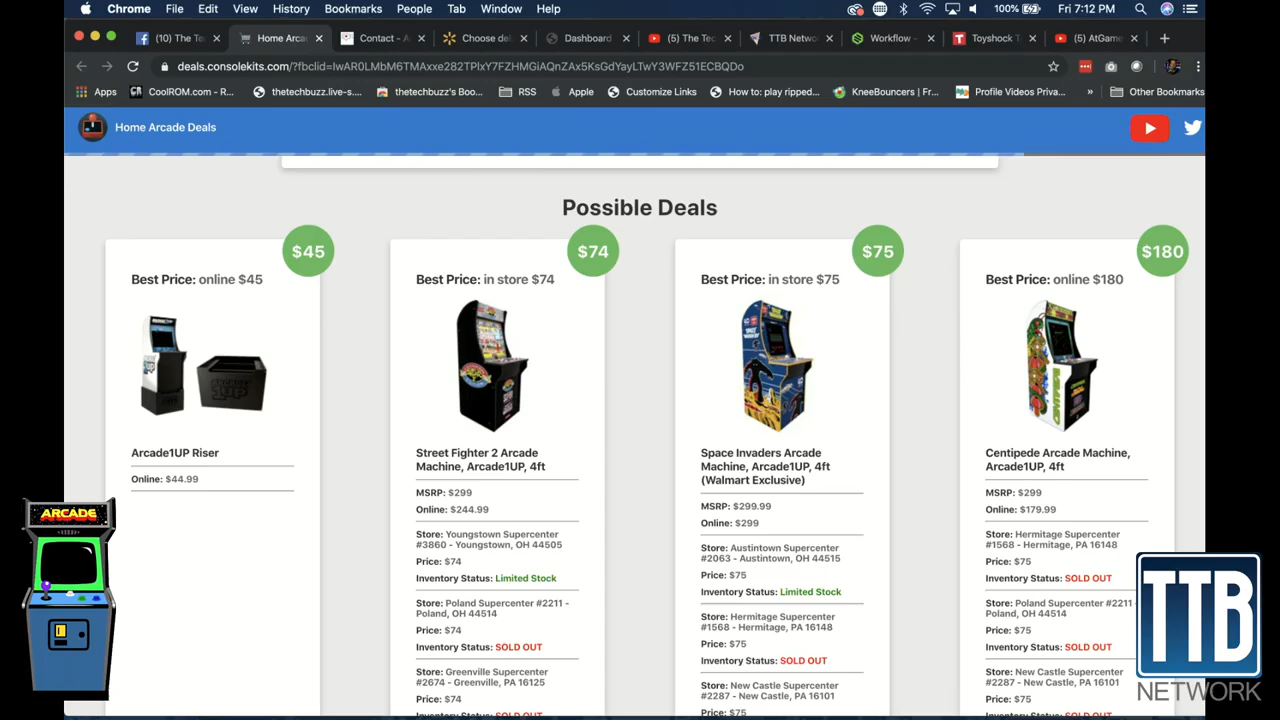 Chrome File Edit View History Bookmarks People Tab Window Help 100% Fri 7:12 PM
(10) The Te Home Arca Contact - A Choose del Dashboard (5) The Tec TTB Netwo Workflow – Toyshock T (5) AtGame
deals.consolekits.com/?fbclid=IwAR0LMbM6TMAxxe282TPlxY7FZHMGiAQnZAx5KsGdYayLTwY3WFZ51ECBQDo
Apps CoolROM.com - R... thetechbuzz.live-s... thetechbuzz's Boo... RSS Apple Customize Links How to: play ripped... KneeBouncers | Fr... Profile Videos Priva... » Other Bookmarks
Home Arcade Deals
Possible Deals
$45
Best Price: online $45
Arcade1UP Riser
Online: $44.99
$74
Best Price: in store $74
Street Fighter 2 Arcade
Machine, Arcade1UP, 4ft
MSRP: $299
Online: $244.99
Store: Youngstown Supercenter
#3860 - Youngstown, OH 44505
Price: $74
Inventory Status: Limited Stock
Store: Poland Supercenter #2211 -
Poland, OH 44514
Price: $74
Inventory Status: SOLD OUT
Store: Greenville Supercenter
#2674 - Greenville, PA 16125
Price: $74
Inventory Status: SOLD OUT
$75
Best Price: in store $75
Space Invaders Arcade
Machine, Arcade1UP, 4ft
(Walmart Exclusive)
MSRP: $299.99
Online: $299
Store: Austintown Supercenter
#2063 - Austintown, OH 44515
Price: $75
Inventory Status: Limited Stock
Store: Hermitage Supercenter
#1568 - Hermitage, PA 16148
Price: $75
Inventory Status: SOLD OUT
Store: New Castle Supercenter
#2287 - New Castle, PA 16101
Price: $75
$180
Best Price: online $180
Centipede Arcade Machine,
Arcade1UP, 4ft
MSRP: $299
Online: $179.99
Store: Hermitage Supercenter
#1568 - Hermitage, PA 16148
Price: $75
Inventory Status: SOLD OUT
Store: Poland Supercenter #2211
Poland, OH 44514
Price: $75
Inventory Status: SOLD OUT
Store: New Castle Supercenter
#2287 - New Castle, PA 16101
Price: $75
Inventory Status: SOLD OUT
ARCADE
TTB
NETWORK